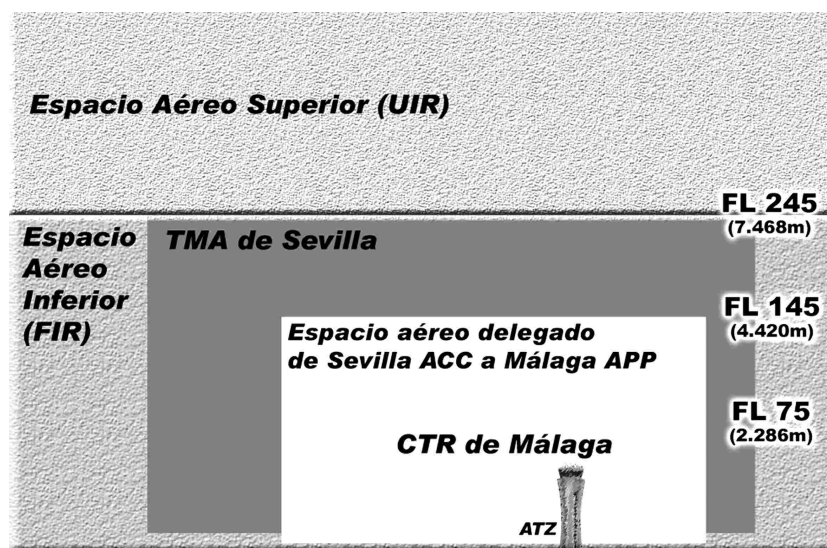 Espacio Aéreo Superior (UIR)
FL 245
(7.468m)
Espacio
Aéreo
Inferior
(FIR)
TMA de Sevilla
FL 145
(4.420m)
Espacio aéreo delegado
de Sevilla ACC a Málaga APP
FL 75
(2.286m)
CTR de Málaga
ATZ